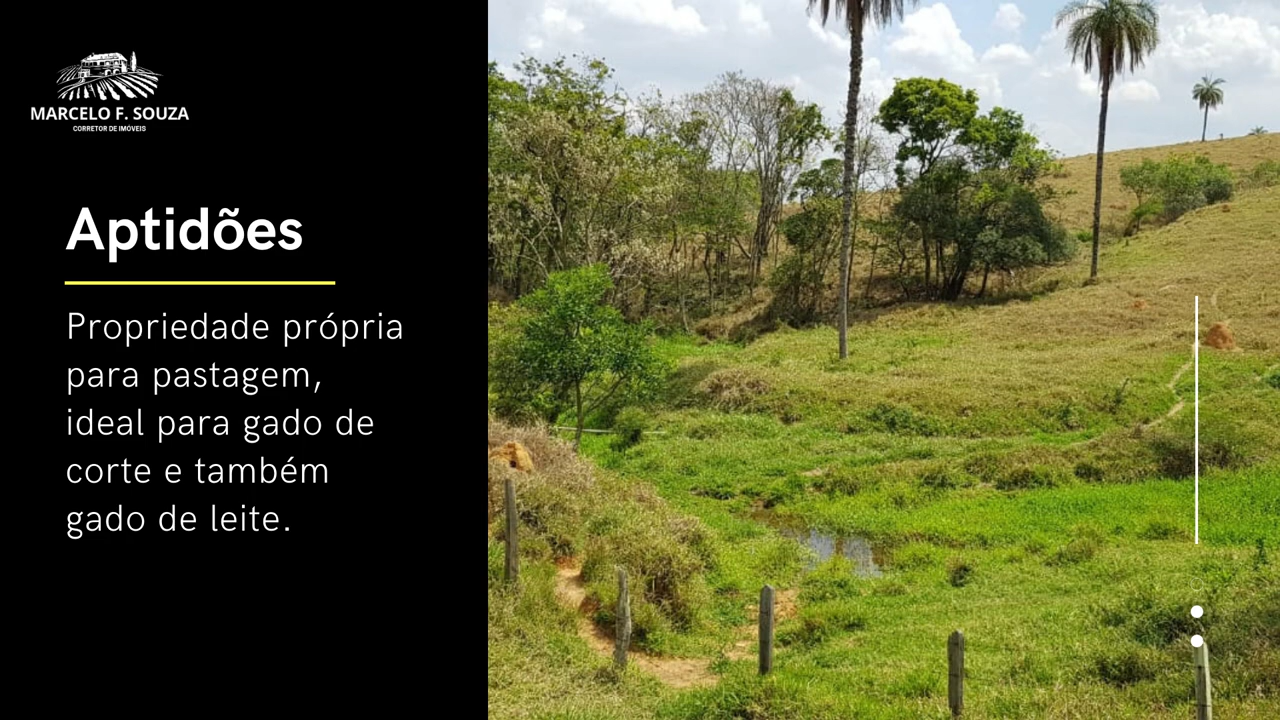 MARCELO F. SOUZA
CORRETOR DE IMÓVEIS
Aptidões
Propriedade própria
para pastagem,
ideal para gado de
corte e também
gado de leite.